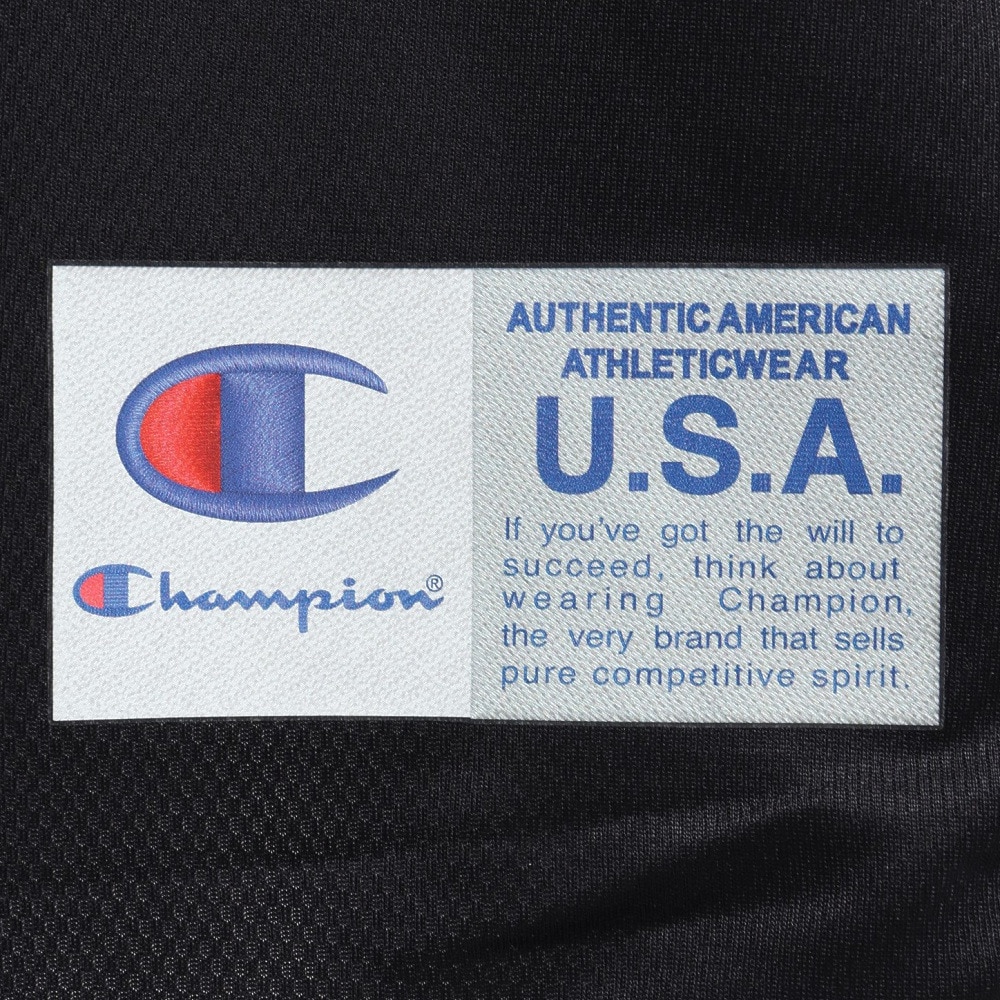 Champion®
AUTHENTIC AMERICAN
ATHLETICWEAR
U.S.A.
If you've got the will to
succeed, think about
wearing Champion,
the very brand that sells
pure competitive spirit.